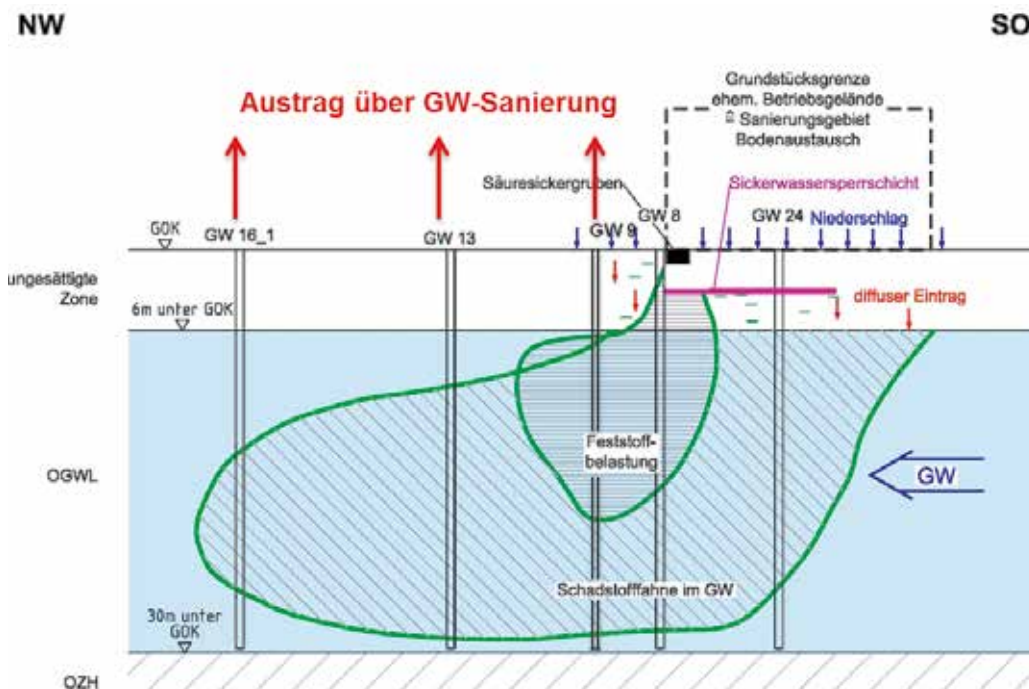 NW
SO
Grundstücksgrenze
ehem. Betriebsgelände
≙ Sanierungsgebiet
Bodenaustausch
Austrag über GW-Sanierung
Säuresickergruben
Sickerwassersperrschicht
GOK
GW 16_1
GW 13
GW 9
GW 8
GW 24
Niederschlag
ungesättigte
Zone
diffuser Eintrag
6m unter GOK
Feststoff-
belastung
OGWL
GW
Schadstofffahne im GW
30m unter
GOK
OZH